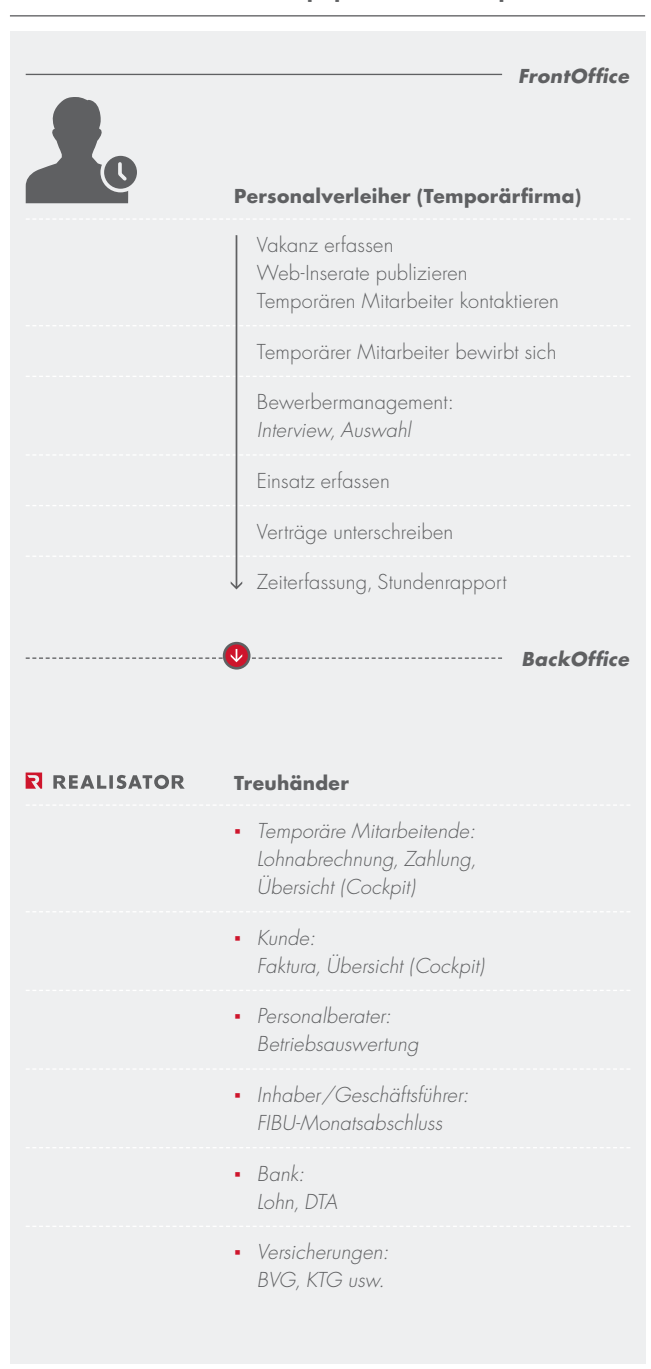 FrontOffice
Personalverleiher (Temporärfirma)
Vakanz erfassen
Web-Inserate publizieren
Temporären Mitarbeiter kontaktieren
Temporärer Mitarbeiter bewirbt sich
Bewerbermanagement:
Interview, Auswahl
Einsatz erfassen
Verträge unterschreiben
Zeiterfassung, Stundenrapport
BackOffice
REALISATOR
Treuhänder
▪ Temporäre Mitarbeitende:
Lohnabrechnung, Zahlung,
Übersicht (Cockpit)
▪ Kunde:
Faktura, Übersicht (Cockpit)
▪ Personalberater:
Betriebsauswertung
▪ Inhaber/Geschäftsführer:
FIBU-Monatsabschluss
▪ Bank:
Lohn, DTA
▪ Versicherungen:
BVG, KTG usw.